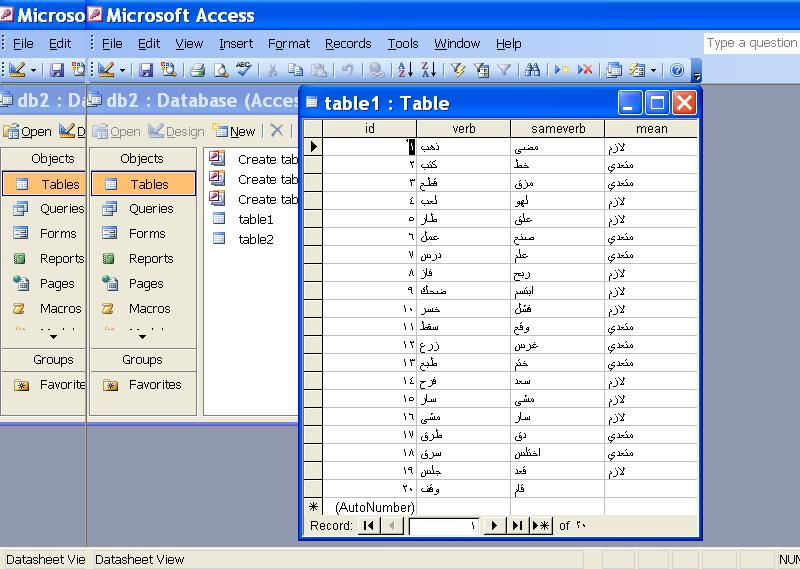 Microso Microsoft Access
File Edit File Edit View Insert Format Records Tools Window Help Type a question
db2 : Da db2 : Database (Acces
Open D Open Design New
Objects Objects
Tables Tables
Queries Queries
Forms Forms
Reports Reports
Pages Pages
Macros Macros
Groups Groups
Favorite Favorites
Create tab
Create tab
Create tab
table1
table2
table1 : Table
id verb sameverb mean
١ ذهب مضى لازم
٢ كتب خط متعدي
٣ قطع مزق متعدي
٤ لعب لهو لازم
٥ طار علق لازم
٦ عمل صنع متعدي
٧ درس علم متعدي
٨ فاز ربح لازم
٩ ضحك ابتسم لازم
١٠ خسر فشل لازم
١١ سقط وقع متعدي
١٢ زرع غرس متعدي
١٣ طبع ختم متعدي
١٤ فرح سعد لازم
١٥ سار مشى لازم
١٦ مشى سار لازم
١٧ طرق دق متعدي
١٨ سرق اختلس متعدي
١٩ جلس قعد لازم
٢٠ وقف قام
(AutoNumber)
Record: ١ of ٢٠
Datasheet Vie Datasheet View NUM